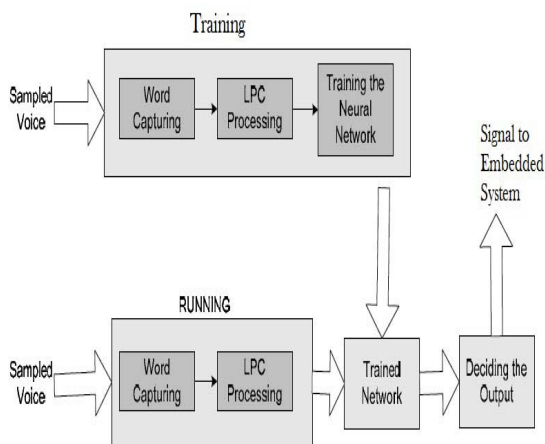 Training
Sampled
Voice
Word
Capturing
LPC
Processing
Training the
Neural
Network
Signal to
Embedded
System
RUNNING
Sampled
Voice
Word
Capturing
LPC
Processing
Trained
Network
Deciding the
Output